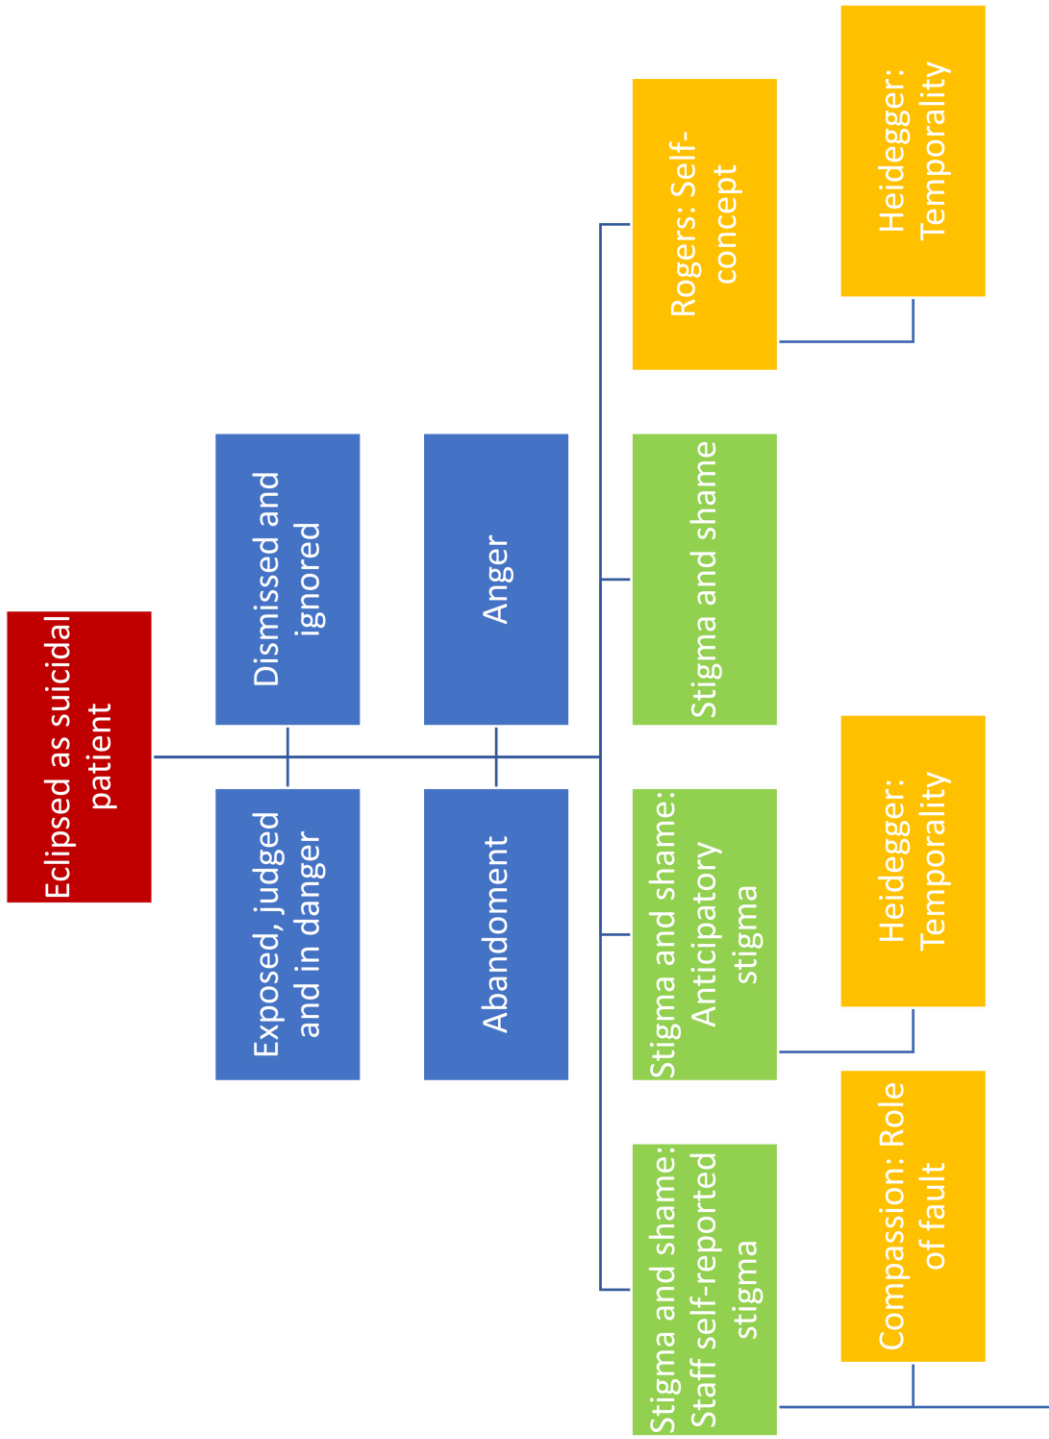 Eclipsed as suicidal
patient
Exposed, judged
and in danger
Dismissed and
ignored
Abandoment
Anger
Stigma and shame:
Staff self-reported
stigma
Stigma and shame:
Anticipatory
stigma
Stigma and shame
Rogers: Self-
concept
Compassion: Role
of fault
Heidegger:
Temporality
Heidegger:
Temporality